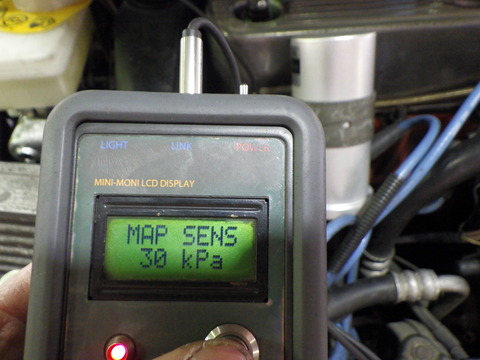 LIGHT LINK POWER
MINI-MONI LCD DISPLAY
MAP SENS
30 kPa